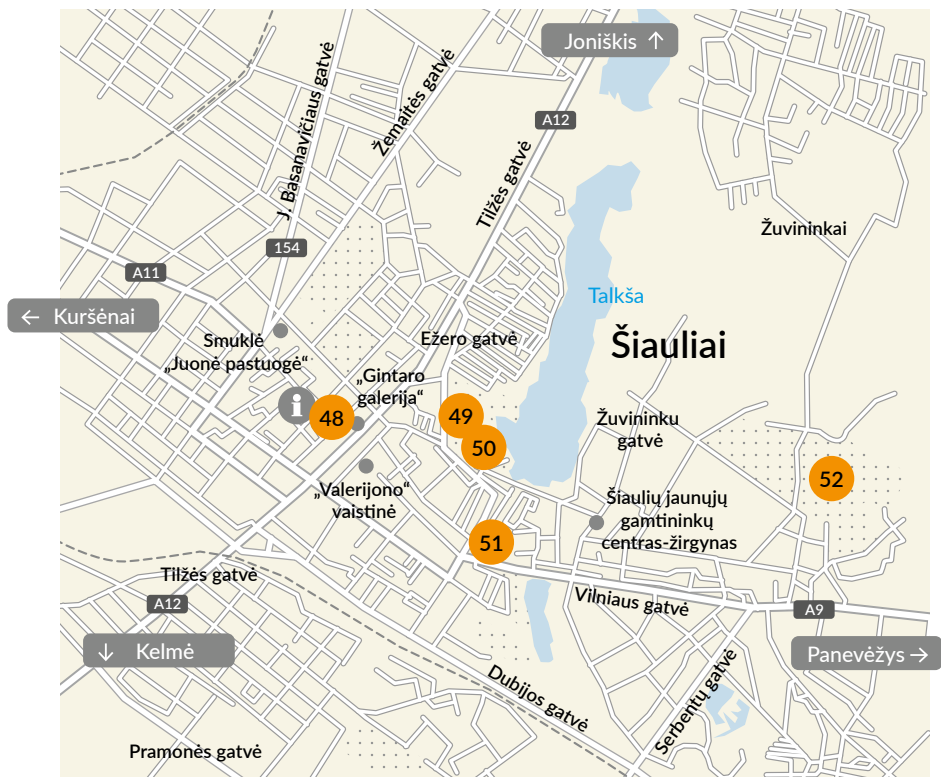 Joniškis ↑
J. Basanavičiaus gatvė
Žemaitės gatvė
A12
Tilžės gatvė
Žuvininkai
154
A11
← Kuršėnai
Talkša
Smuklė
„Juonė pastuogė“
Ežero gatvė
Šiauliai
„Gintaro
galerija“
i
48
49
50
Žuvininku
gatvė
52
„Valerijono“
vaistinė
Šiaulių jaunųjų
gamtininkų
centras-žirgynas
51
Tilžės gatvė
A12
Vilniaus gatvė
A9
↓ Kelmė
Panevėžys →
Dubijos gatvė
Serbentų gatvė
Pramonės gatvė